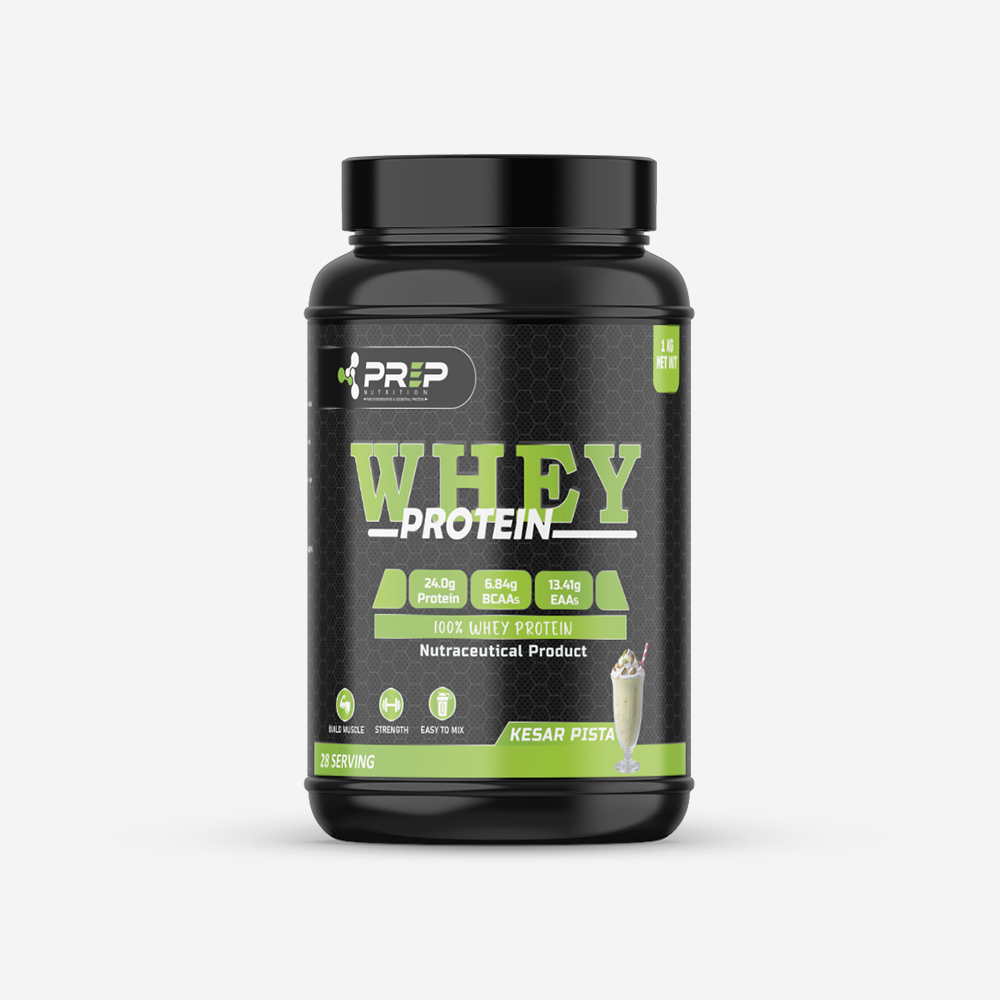 1 KG
NET WT
PREP
NUTRITION
WHEY
PROTEIN
24.0g
Protein
6.84g
BCAAs
13.41g
EAAs
100% WHEY PROTEIN
Nutraceutical Product
BUILD MUSCLE
STRENGTH
EASY TO MIX
KESAR PISTA
28 SERVING